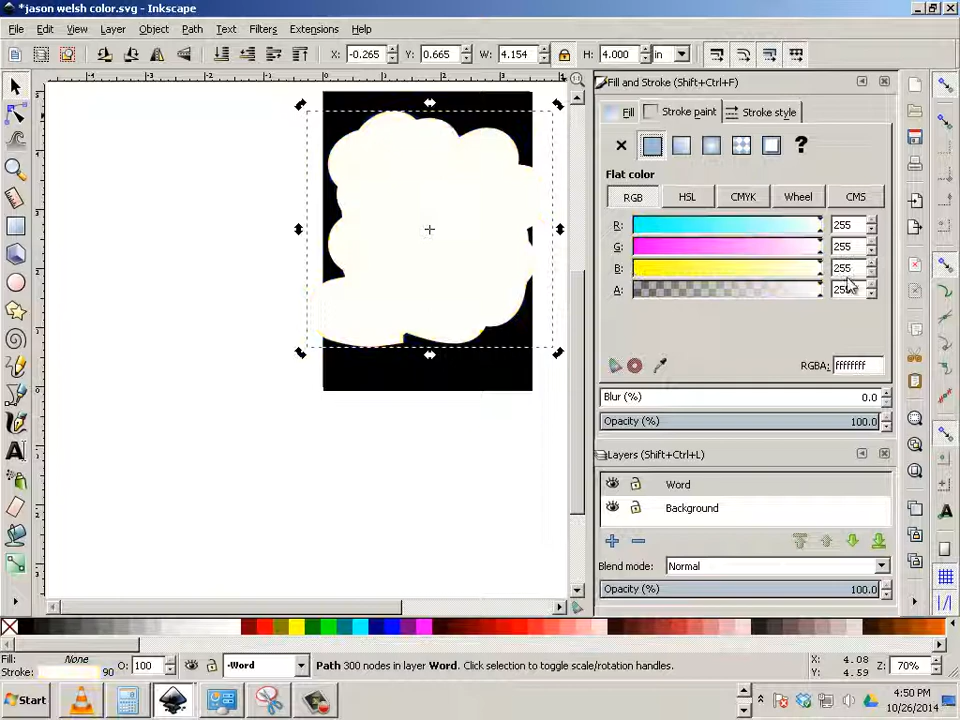 *jason welsh color.svg - Inkscape
File Edit View Layer Object Path Text Filters Extensions Help
X: -0.265 Y: 0.665 W: 4.154 H: 4.000 in
Fill and Stroke (Shift+Ctrl+F)
Fill Stroke paint Stroke style
?
Flat color
RGB HSL CMYK Wheel CMS
R: 255
G: 255
B: 255
A:
RGBA: ffffffff
Blur (%) 0.0
Opacity (%) 100.0
Layers (Shift+Ctrl+L)
Word
Background
Blend mode: Normal
Opacity (%) 100.0
Fill: None
Stroke: 90
O: 100
-Word
Path 300 nodes in layer Word. Click selection to toggle scale/rotation handles.
X: 4.08
Y: 4.59
Z: 70%
Start
4:50 PM
10/26/2014